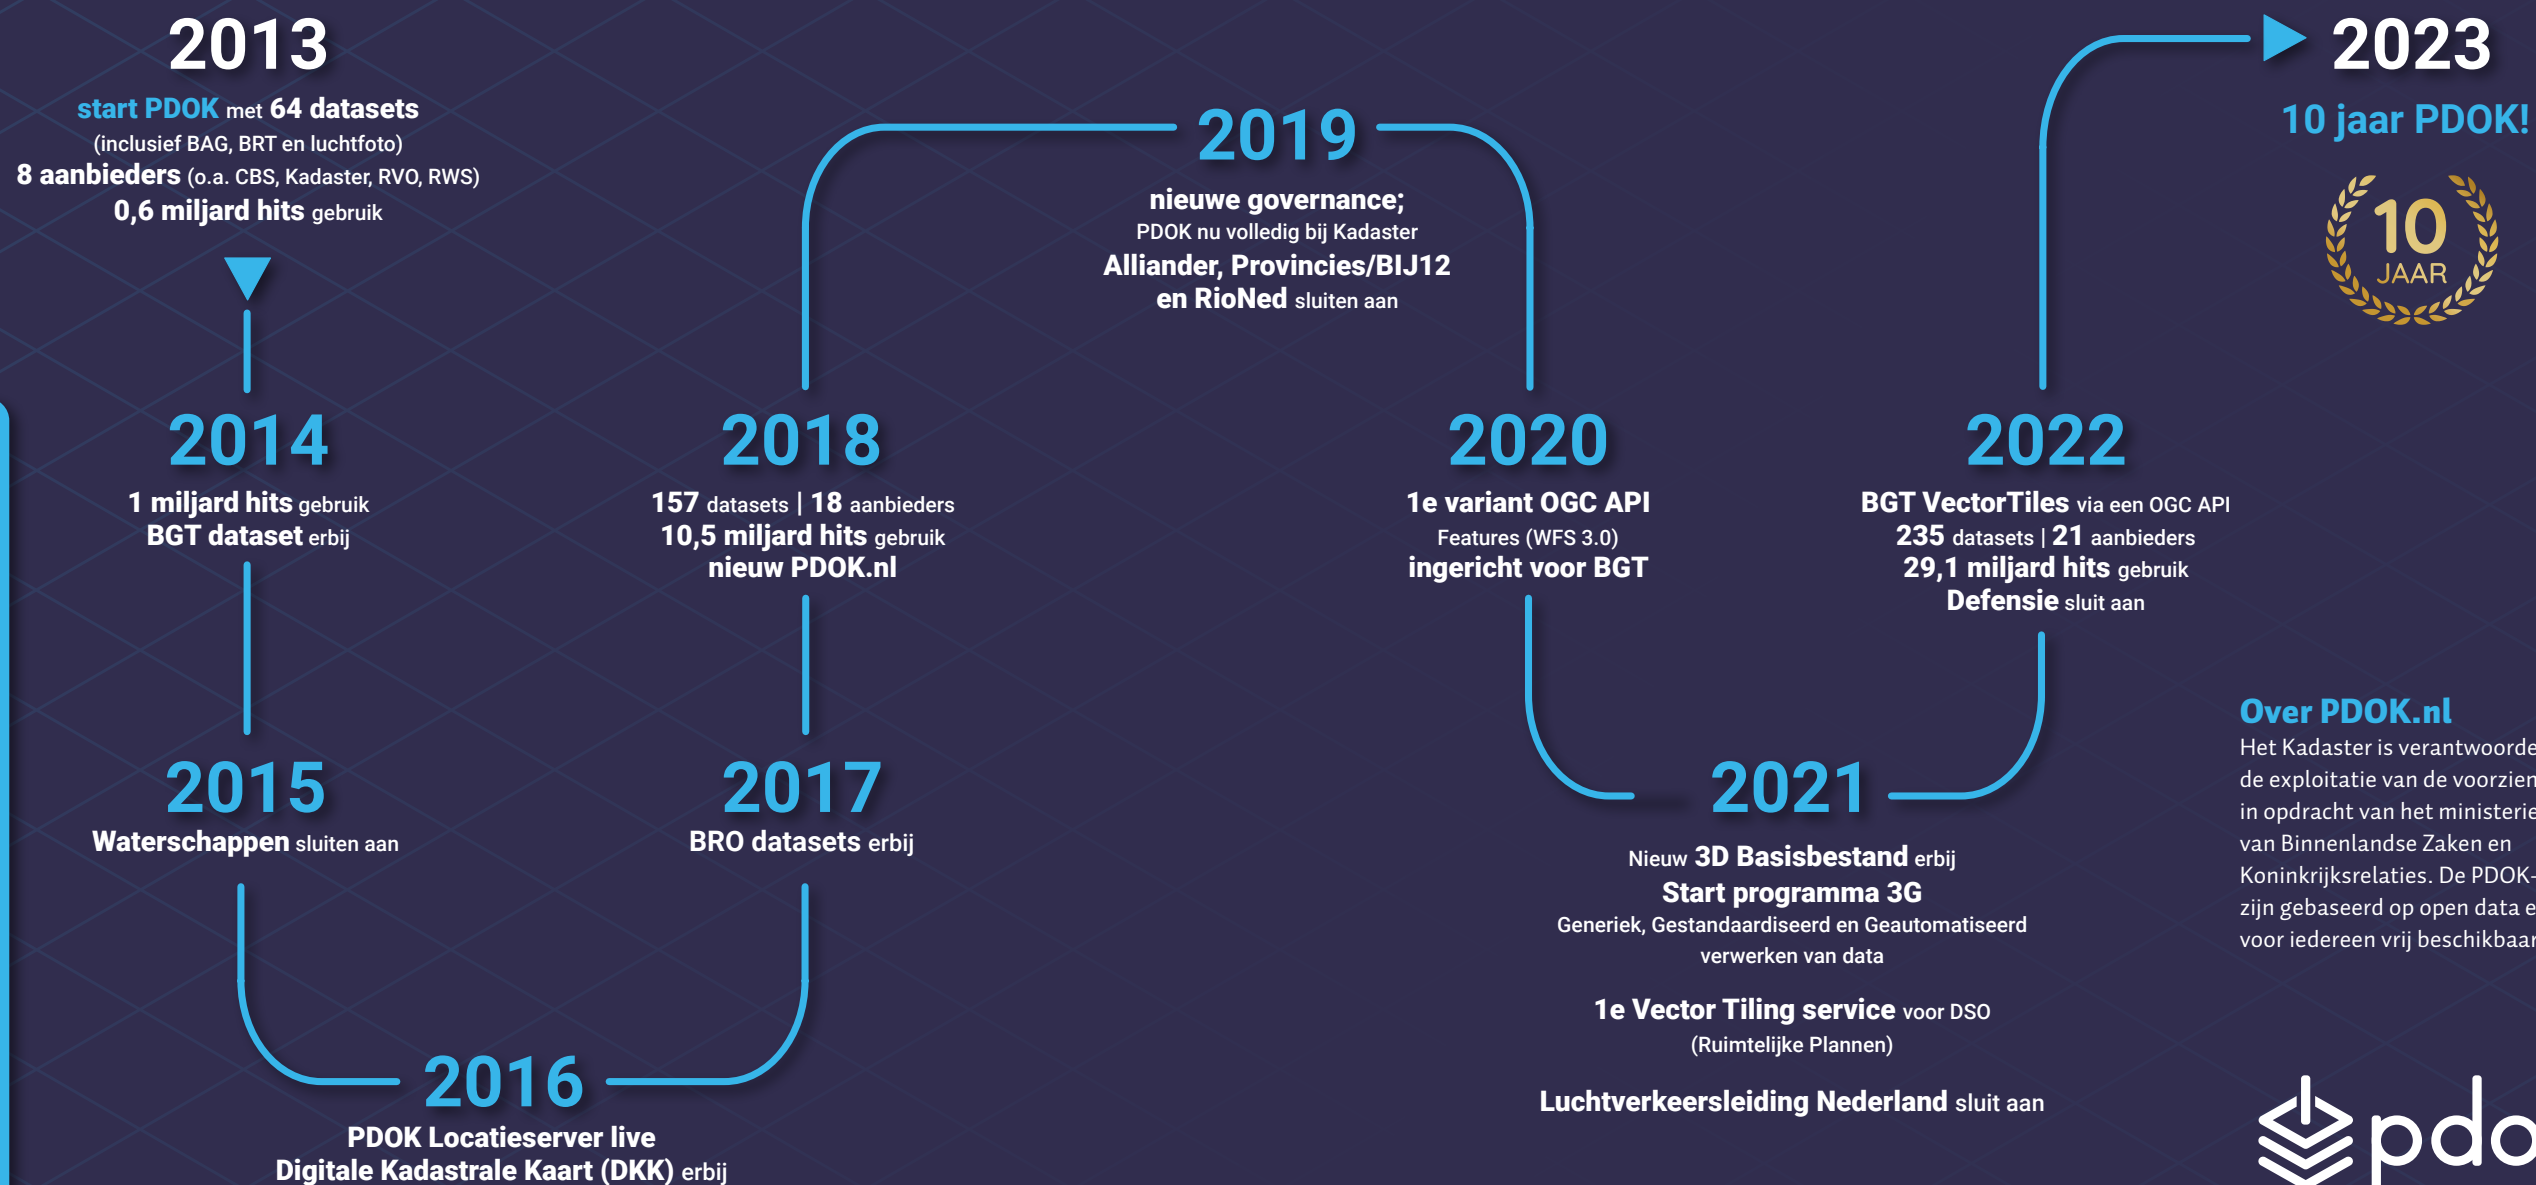 2013
start PDOK met 64 datasets
(inclusief BAG, BRT en luchtfoto)
8 aanbieders (o.a. CBS, Kadaster, RVO, RWS)
0,6 miljard hits gebruik
2014
1 miljard hits gebruik
BGT dataset erbij
2015
Waterschappen sluiten aan
2016
PDOK Locatieserver live
Digitale Kadastrale Kaart (DKK) erbij
2017
BRO datasets erbij
2018
157 datasets | 18 aanbieders
10,5 miljard hits gebruik
nieuw PDOK.nl
2019
nieuwe governance;
PDOK nu volledig bij Kadaster
Alliander, Provincies/BIJ12
en RioNed sluiten aan
2020
1e variant OGC API
Features (WFS 3.0)
ingericht voor BGT
2021
Nieuw 3D Basisbestand erbij
Start programma 3G
Generiek, Gestandaardiseerd en Geautomatiseerd
verwerken van data
1e Vector Tiling service voor DSO
(Ruimtelijke Plannen)
Luchtverkeersleiding Nederland sluit aan
2022
BGT VectorTiles via een OGC API
235 datasets | 21 aanbieders
29,1 miljard hits gebruik
Defensie sluit aan
2023
10 jaar PDOK!
10
JAAR
Over PDOK.nl
Het Kadaster is
de exploitatie van de
in opdracht van het ministerie
van Binnenlandse Zaken en
Koninkrijksrelaties. De PDOK-
zijn gebaseerd op open data
voor iedereen vrij beschikbaar
pdo